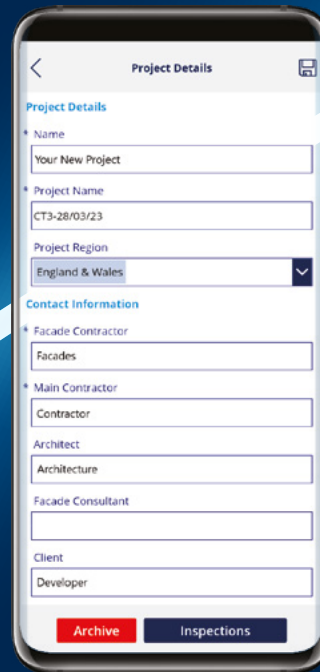 Project Details
Project Details
* Name
Your New Project
* Project Name
CT3-28/03/23
Project Region
England & Wales
Contact Information
* Facade Contractor
Facades
* Main Contractor
Contractor
Architect
Architecture
Facade Consultant
Client
Developer
Archive Inspections